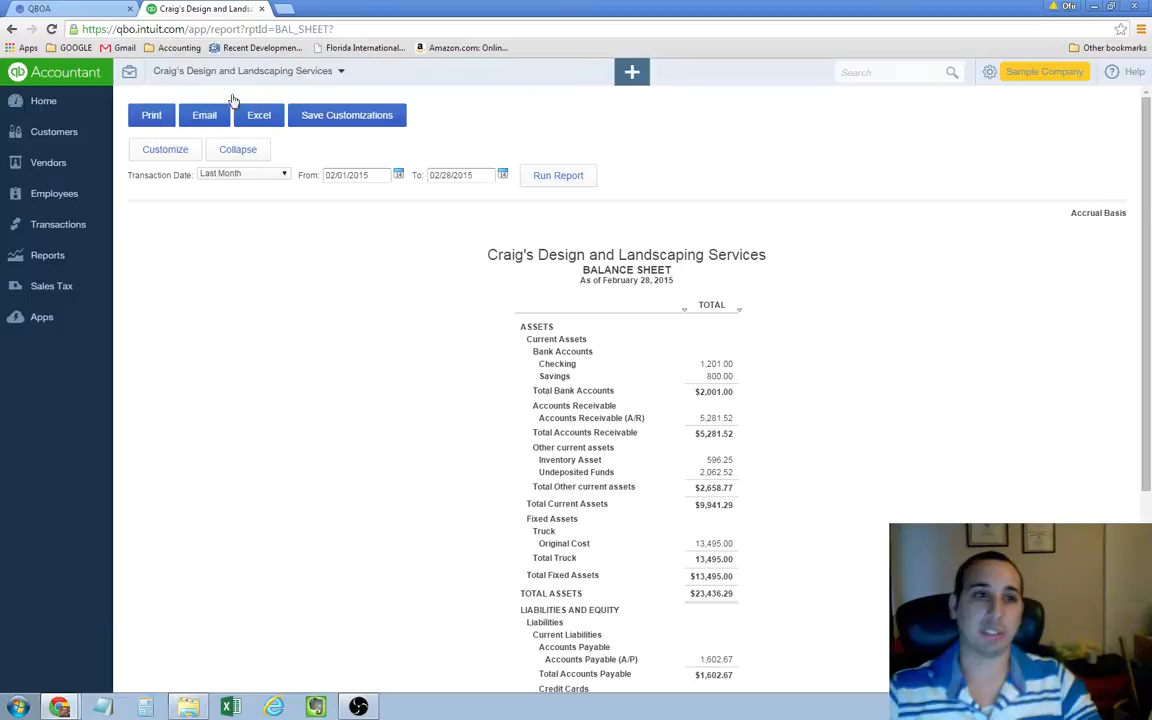 QBOA
Craig's Design and Landsc
Ofir
https://qbo.intuit.com/app/report?rptId=BAL_SHEET?
Apps GOOGLE Gmail Accounting Recent Developmen... Florida International... Amazon.com: Onlin... Other bookmarks
qb Accountant
Craig's Design and Landscaping Services
+
Search
Sample Company
? Help
Home
Customers
Vendors
Employees
Transactions
Reports
Sales Tax
Apps
Print Email Excel Save Customizations
Customize Collapse
Transaction Date: Last Month From: 02/01/2015 To: 02/28/2015 Run Report
Accrual Basis
Craig's Design and Landscaping Services
BALANCE SHEET
As of February 28, 2015
TOTAL
ASSETS
Current Assets
Bank Accounts
Checking 1,201.00
Savings 800.00
Total Bank Accounts $2,001.00
Accounts Receivable
Accounts Receivable (A/R) 5,281.52
Total Accounts Receivable $5,281.52
Other current assets
Inventory Asset 596.25
Undeposited Funds 2,062.52
Total Other current assets $2,658.77
Total Current Assets $9,941.29
Fixed Assets
Truck
Original Cost 13,495.00
Total Truck 13,495.00
Total Fixed Assets $13,495.00
TOTAL ASSETS $23,436.29
LIABILITIES AND EQUITY
Liabilities
Current Liabilities
Accounts Payable
Accounts Payable (A/P) 1,602.67
Total Accounts Payable $1,602.67
Credit Cards